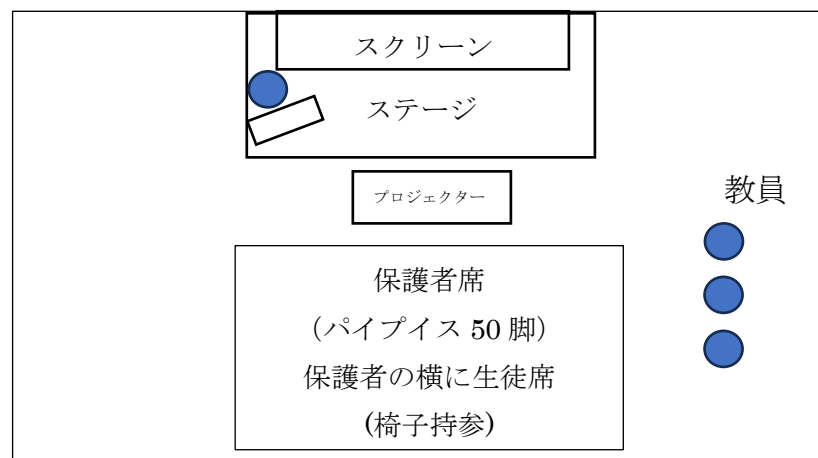 スクリーン
ステージ
プロジェクター
教員
保護者席
（パイプイス 50 脚）
保護者の横に生徒席
(椅子持参)